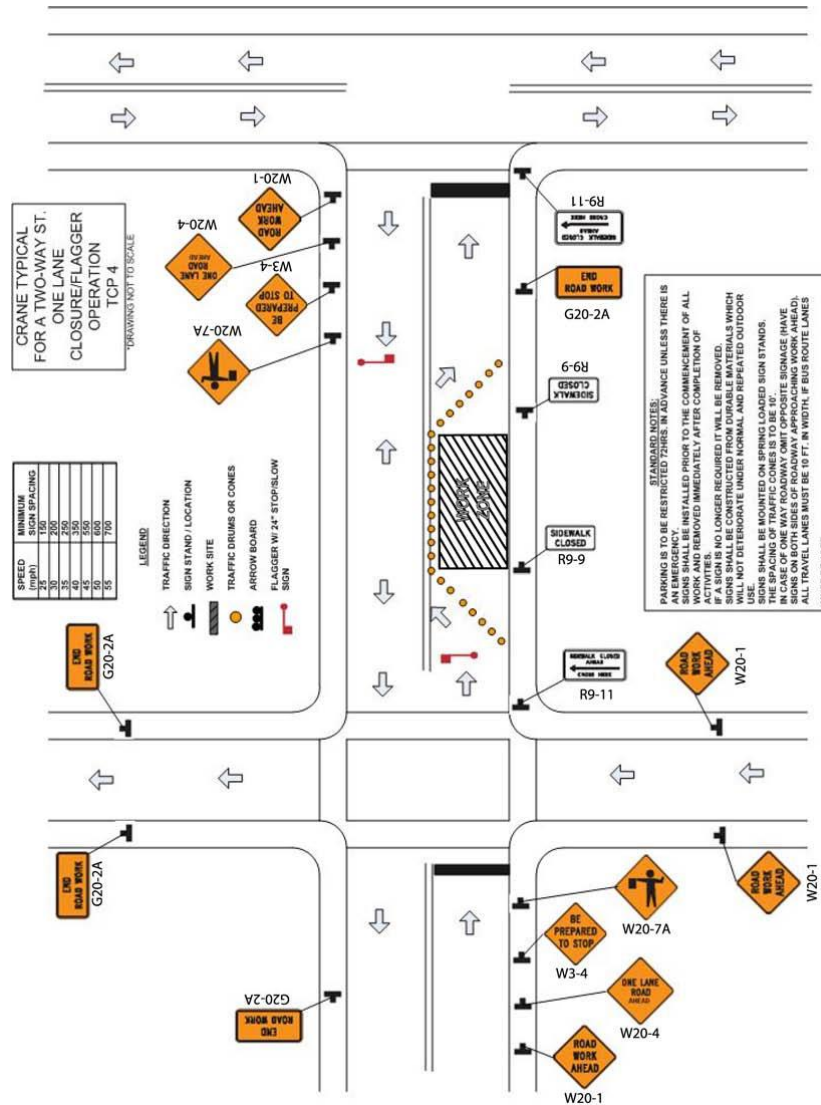 CRANE TYPICAL
FOR A TWO-WAY ST.
ONE LANE
CLOSURE/FLAGGER
OPERATION
TCP 4
*DRAWING NOT TO SCALE
W20-1
ROAD
WORK
AHEAD
W20-4
ONE LANE
ROAD
AHEAD
W3-4
BE
PREPARED
TO STOP
W20-7A
SPEED
(mph)
MINIMUM
SIGN SPACING
25 150
30 200
35 250
40 350
45 550
50 600
55 700
LEGEND
TRAFFIC DIRECTION
SIGN STAND / LOCATION
WORK SITE
TRAFFIC DRUMS OR CONES
ARROW BOARD
FLAGGER W/ 24" STOP/SLOW
SIGN
END
ROAD WORK
G20-2A
END
ROAD WORK
G20-2A
G20-2A
END
ROAD WORK
R9-11
SIDEWALK CLOSED
AHEAD
CROSS HERE
END
ROAD WORK
G20-2A
R9-9
SIDEWALK
CLOSED
WORK
ZONE
SIDEWALK
CLOSED
R9-9
SIDEWALK CLOSED
AHEAD
CROSS HERE
R9-11
STANDARD NOTES:
PARKING IS TO BE RESTRICTED 72HRS. IN ADVANCE UNLESS THERE IS
AN EMERGENCY.
SIGNS SHALL BE INSTALLED PRIOR TO THE COMMENCEMENT OF ALL
WORK AND REMOVED IMMEDIATELY AFTER COMPLETION OF
ACTIVITIES.
IF A SIGN IS NO LONGER REQUIRED IT WILL BE REMOVED.
SIGNS SHALL BE CONSTRUCTED FROM DURABLE MATERIALS WHICH
WILL NOT DETERIORATE UNDER NORMAL AND REPEATED OUTDOOR
USE.
SIGNS SHALL BE MOUNTED ON SPRING LOADED SIGN STANDS.
THE SPACING OF TRAFFIC CONES IS TO BE 10'.
IN CASE OF ONE WAY ROADWAY OMIT OPPOSITE SIGNAGE (HAVE
SIGNS ON BOTH SIDES OF ROADWAY APPROACHING WORK AHEAD).
ALL TRAVEL LANES MUST BE 10 FT. IN WIDTH, IF BUS ROUTE LANES
ROAD
WORK
AHEAD
W20-1
ROAD
WORK
AHEAD
W20-1
W20-7A
BE
PREPARED
TO STOP
W3-4
ONE LANE
ROAD
AHEAD
W20-4
ROAD
WORK
AHEAD
W20-1